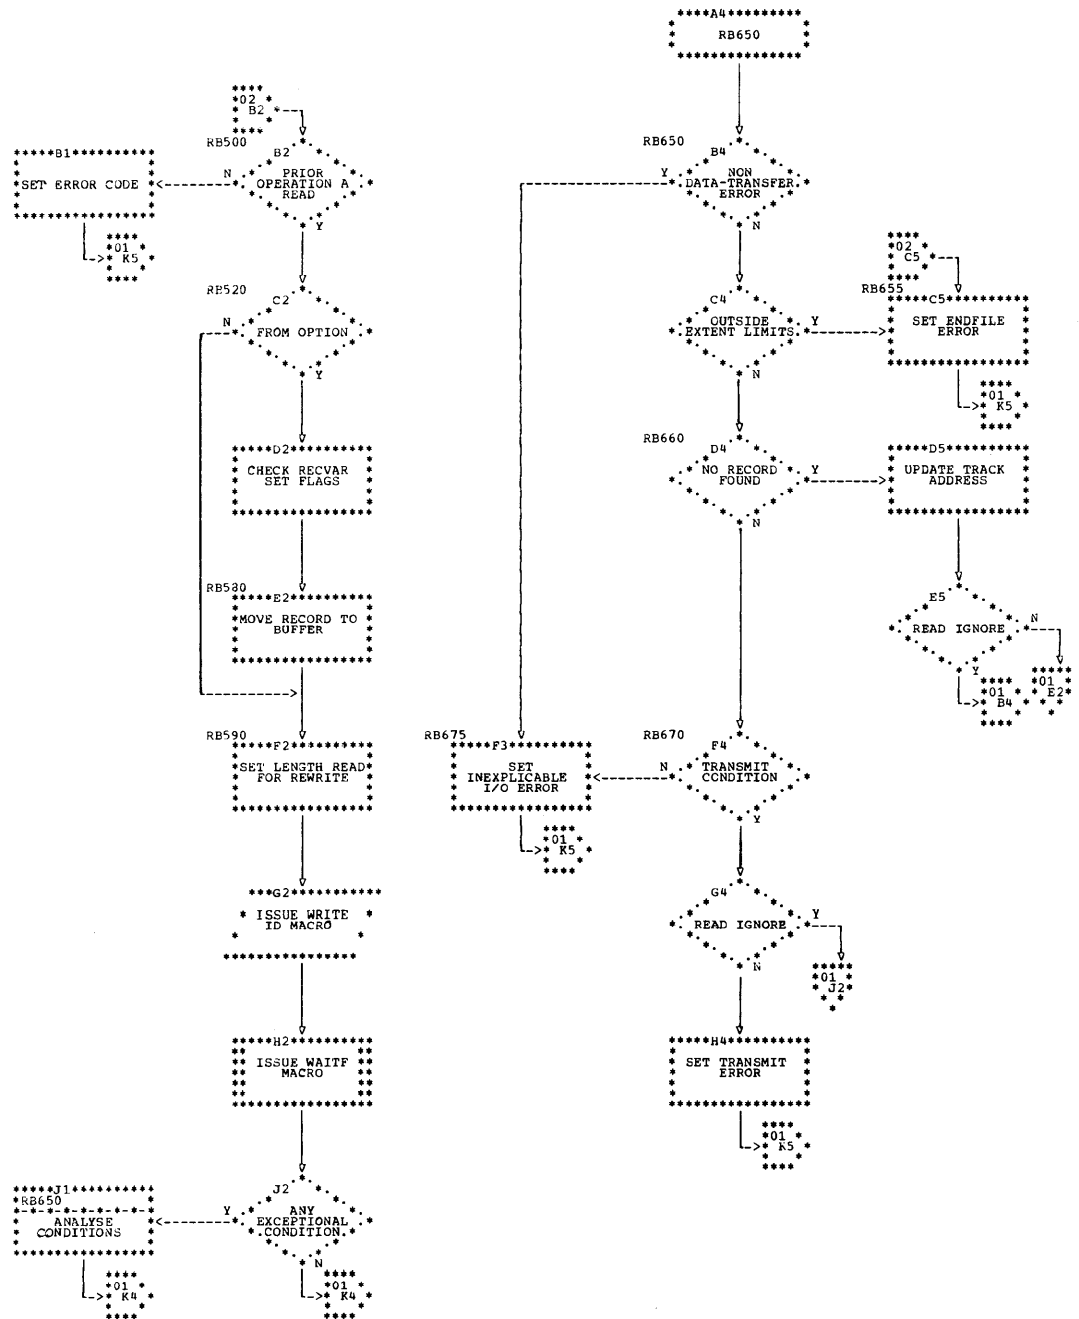 A4
RB650
02
B2
RB500
B2
PRIOR
OPERATION A
READ
N
Y
B1
SET ERROR CODE
01
K5
RB520
C2
FROM OPTION
N
Y
D2
CHECK RECVAR
SET FLAGS
RB580
E2
MOVE RECORD TO
BUFFER
RB590
F2
SET LENGTH READ
FOR REWRITE
G2
ISSUE WRITE
ID MACRO
H2
ISSUE WAITF
MACRO
J2
ANY
EXCEPTIONAL
CONDITION
Y
N
J1
RB650
ANALYSE
CONDITIONS
01
K4
01
K4
RB650
B4
NON
DATA-TRANSFER
ERROR
Y
N
C4
OUTSIDE
EXTENT LIMITS
Y
N
02
C5
RB655
C5
SET ENDFILE
ERROR
01
K5
RB660
D4
NO RECORD
FOUND
Y
N
D5
UPDATE TRACK
ADDRESS
E5
READ IGNORE
N
Y
01
B4
01
E2
RB675
F3
SET
INEXPLICABLE
I/O ERROR
01
K5
RB670
F4
TRANSMIT
CONDITION
N
Y
G4
READ IGNORE
Y
N
01
J2
H4
SET TRANSMIT
ERROR
01
K5